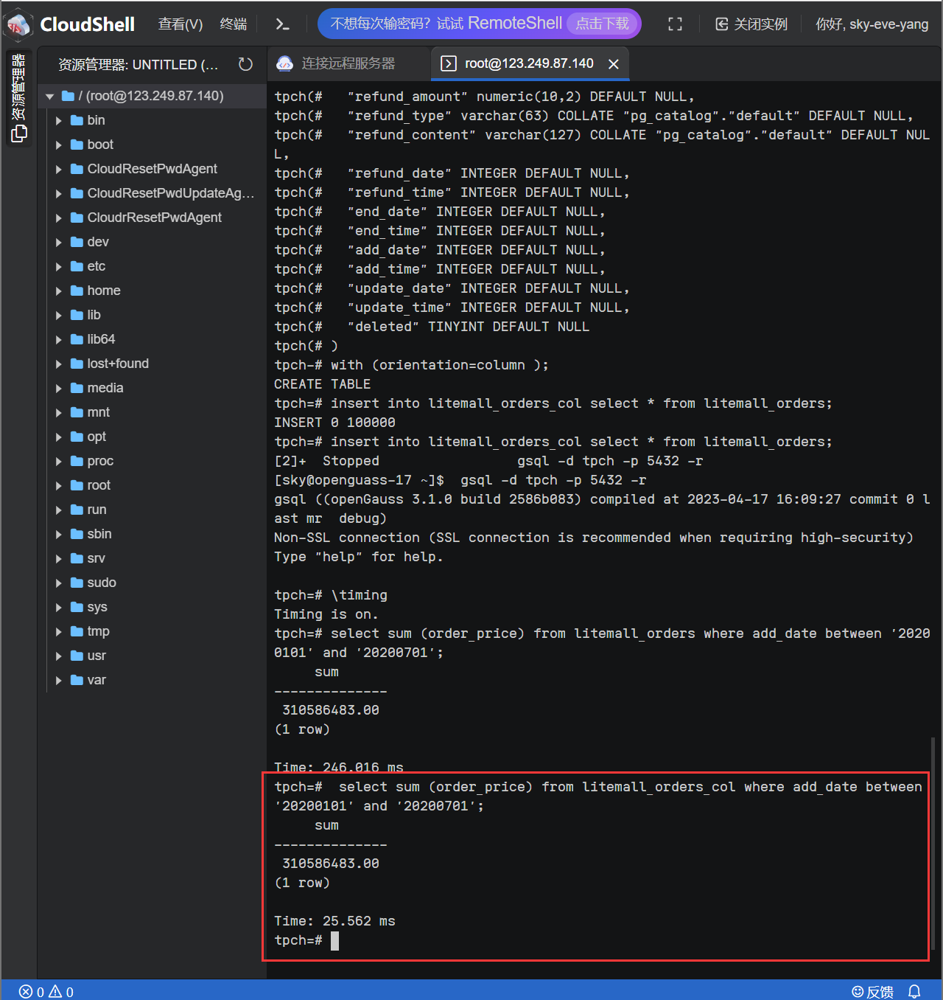 CloudShell
查看(V)
终端
不想每次输密码? 试试 RemoteShell
点击下载
关闭实例
你好, sky-eve-yang
资源管理器
资源管理器: UNTITLED (...
/ (root@123.249.87.140)
bin
boot
CloudResetPwdAgent
CloudResetPwdUpdateAg...
CloudrResetPwdAgent
dev
etc
home
lib
lib64
lost+found
media
mnt
opt
proc
root
run
sbin
srv
sudo
sys
tmp
usr
var
连接远程服务器
root@123.249.87.140
tpch(#   "refund_amount" numeric(10,2) DEFAULT NULL,
tpch(#   "refund_type" varchar(63) COLLATE "pg_catalog"."default" DEFAULT NULL,
tpch(#   "refund_content" varchar(127) COLLATE "pg_catalog"."default" DEFAULT NUL
L,
tpch(#   "refund_date" INTEGER DEFAULT NULL,
tpch(#   "refund_time" INTEGER DEFAULT NULL,
tpch(#   "end_date" INTEGER DEFAULT NULL,
tpch(#   "end_time" INTEGER DEFAULT NULL,
tpch(#   "add_date" INTEGER DEFAULT NULL,
tpch(#   "add_time" INTEGER DEFAULT NULL,
tpch(#   "update_date" INTEGER DEFAULT NULL,
tpch(#   "update_time" INTEGER DEFAULT NULL,
tpch(#   "deleted" TINYINT DEFAULT NULL
tpch(# )
tpch-# with (orientation=column );
CREATE TABLE
tpch=# insert into litemall_orders_col select * from litemall_orders;
INSERT 0 100000
tpch=# insert into litemall_orders_col select * from litemall_orders;
[2]+  Stopped                 gsql -d tpch -p 5432 -r
[sky@openguass-17 ~]$  gsql -d tpch -p 5432 -r
gsql ((openGauss 3.1.0 build 2586b083) compiled at 2023-04-17 16:09:27 commit 0 l
ast mr  debug)
Non-SSL connection (SSL connection is recommended when requiring high-security)
Type "help" for help.
tpch=# \timing
Timing is on.
tpch=# select sum (order_price) from litemall_orders where add_date between '2020
0101' and '20200701';
     sum
--------------
 310586483.00
(1 row)
Time: 246.016 ms
tpch=#  select sum (order_price) from litemall_orders_col where add_date between
'20200101' and '20200701';
     sum
--------------
 310586483.00
(1 row)
Time: 25.562 ms
tpch=#
0
0
反馈